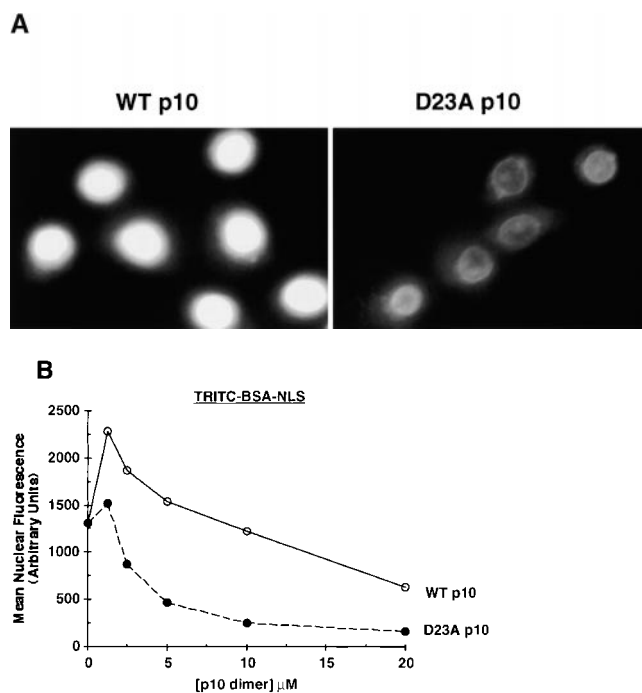 A
WT p10
D23A p10
B
TRITC-BSA-NLS
Mean Nuclear Fluorescence
(Arbitrary Units)
2500
2000
1500
1000
500
0
WT p10
D23A p10
0
5
10
15
20
[p10 dimer] μM